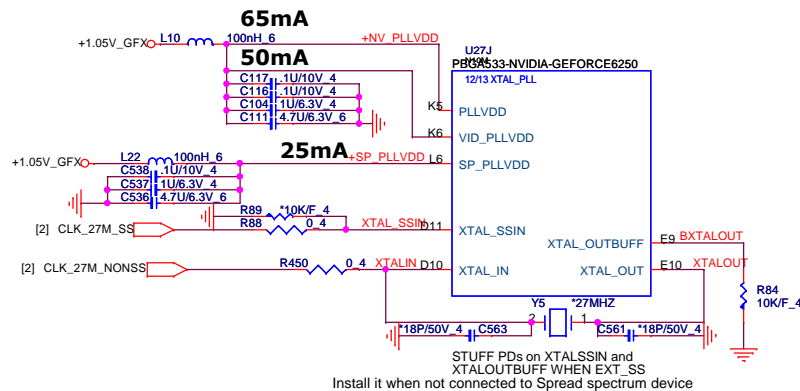 65mA
+1.05V_GFX L10 100nH_6 +NV_PLLVDD
50mA
C117 .1U/10V_4
C116 .1U/10V_4
C104 1U/6.3V_4
C111 4.7U/6.3V_6
U27J
PBGA533-NVIDIA-GEFORCE6250
12/13 XTAL_PLL
K5 PLLVDD
K6 VID_PLLVDD
25mA
+1.05V_GFX L22 100nH_6 +SP_PLLVDD L6 SP_PLLVDD
C538 .1U/10V_4
C537 1U/6.3V_4
C536 4.7U/6.3V_6
R89 *10K/F_4
[2] CLK_27M_SS R88 0_4 XTAL_SSIN D11 XTAL_SSIN
XTAL_OUTBUFF E9 BXTALOUT
[2] CLK_27M_NONSS R450 0_4 XTALIN D10 XTAL_IN
XTAL_OUT E10 XTALOUT
R84
10K/F_4
Y5 *27MHZ
2 1
*18P/50V_4 C563 C561 *18P/50V_4
STUFF PDs on XTALSSIN and
XTALOUTBUFF WHEN EXT_SS
Install it when not connected to Spread spectrum device